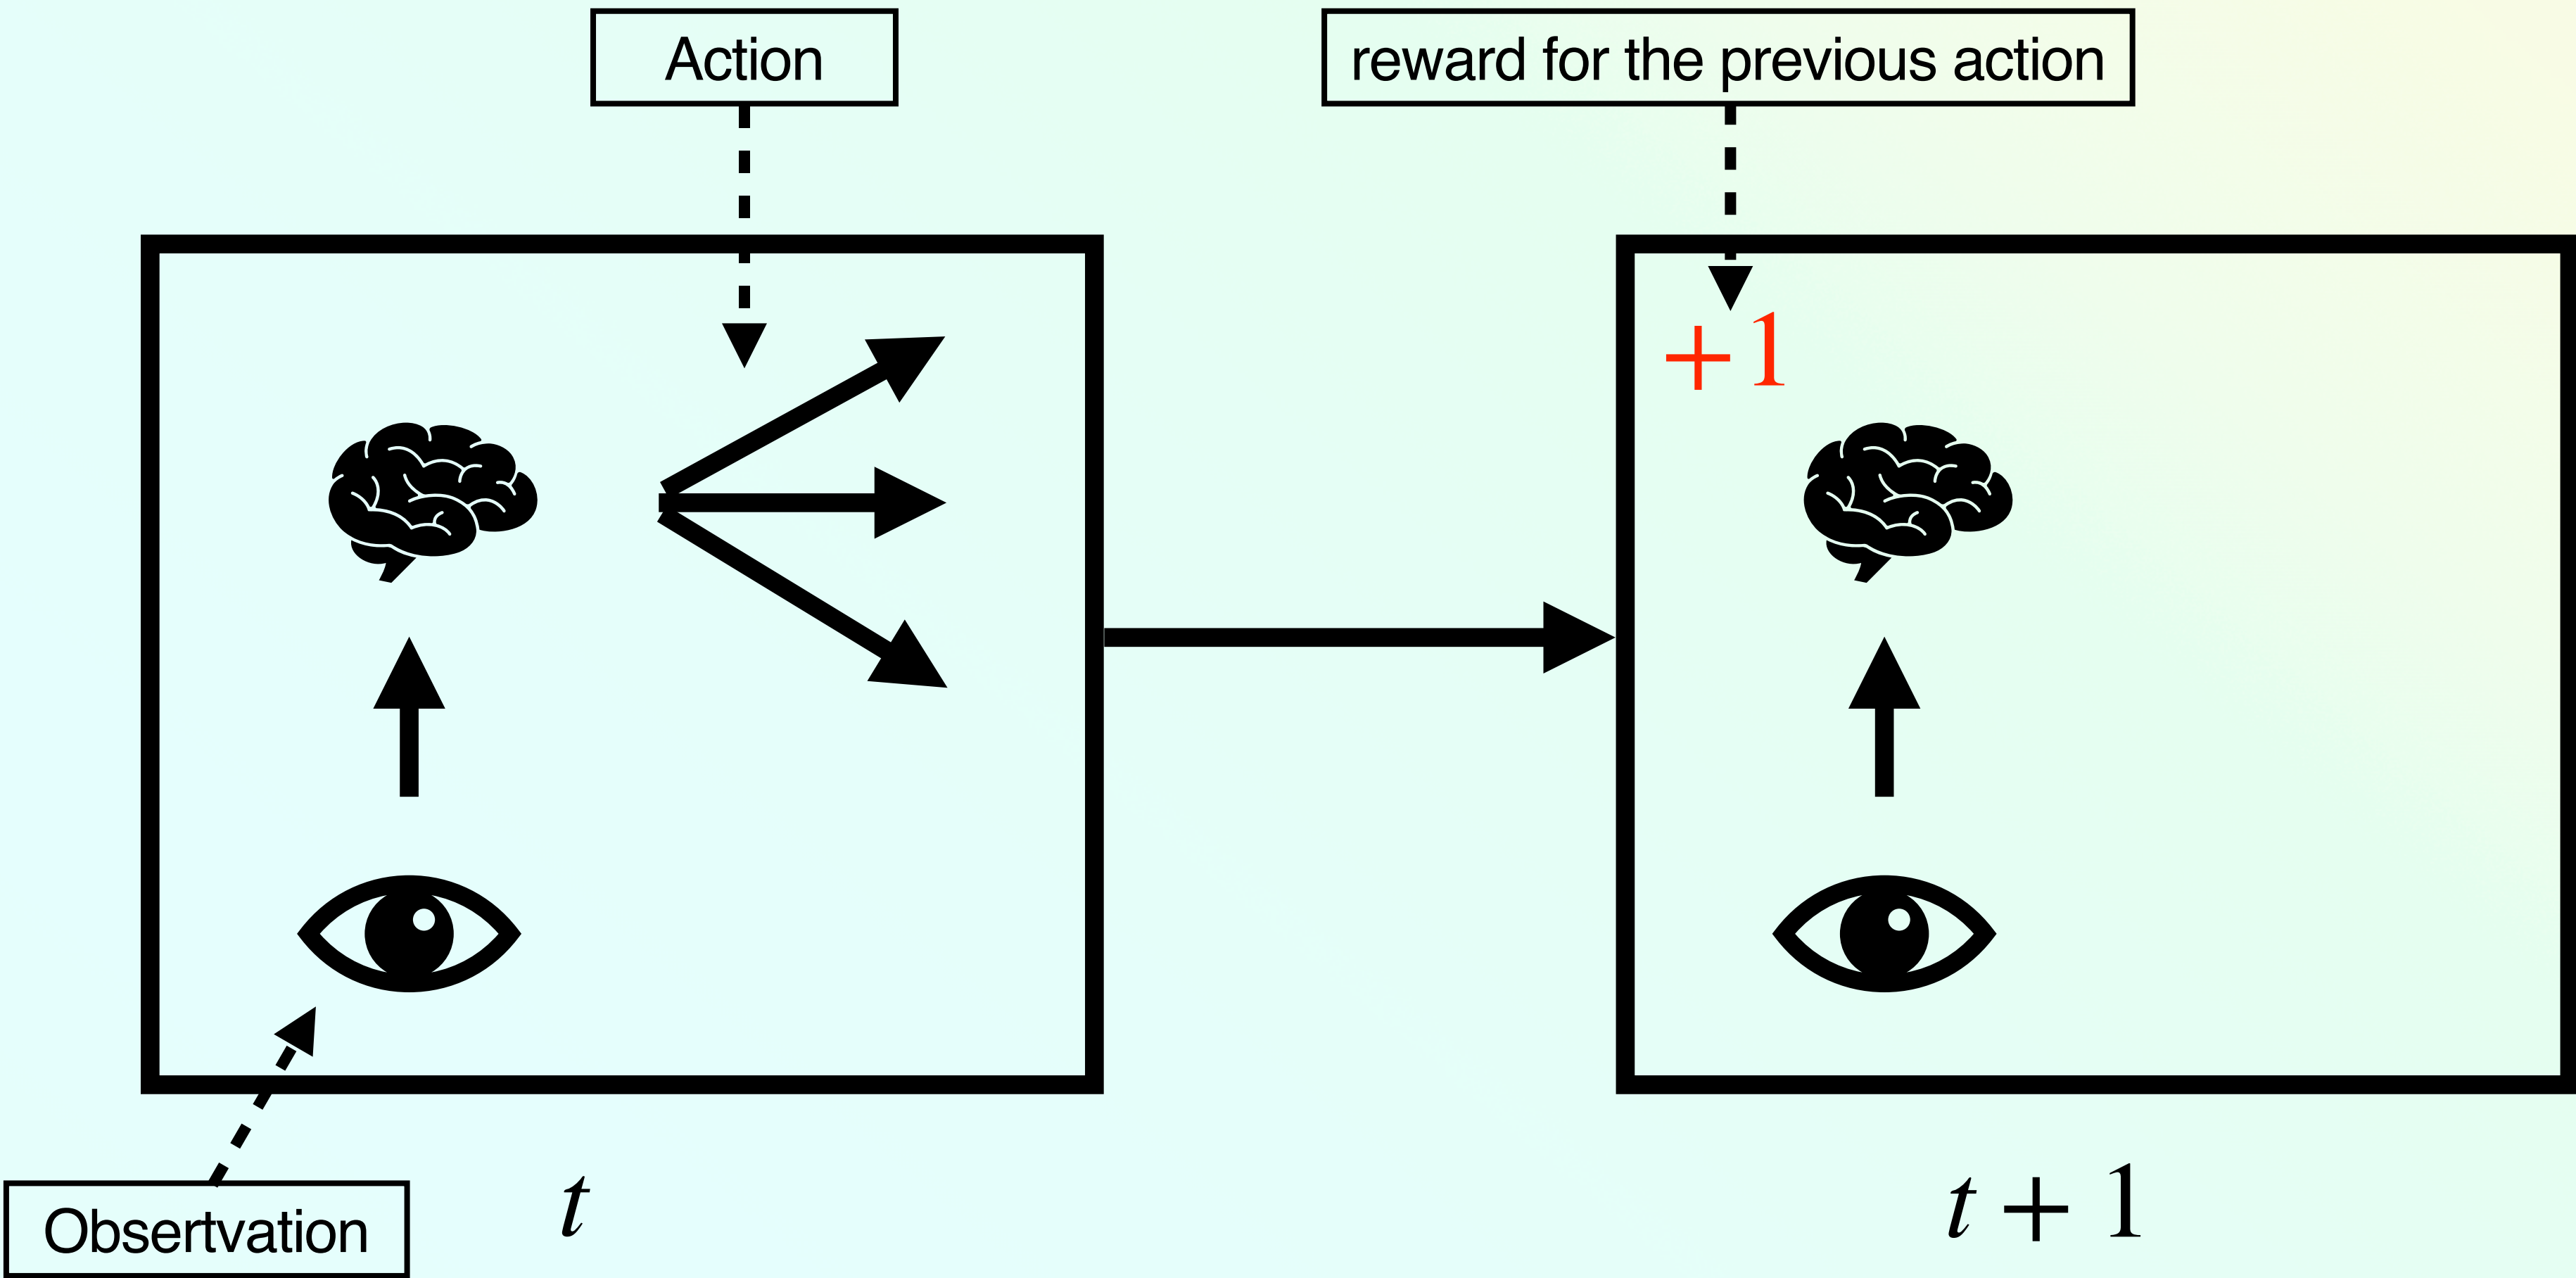 Action
reward for the previous action
+1
Obsertvation
t
t + 1